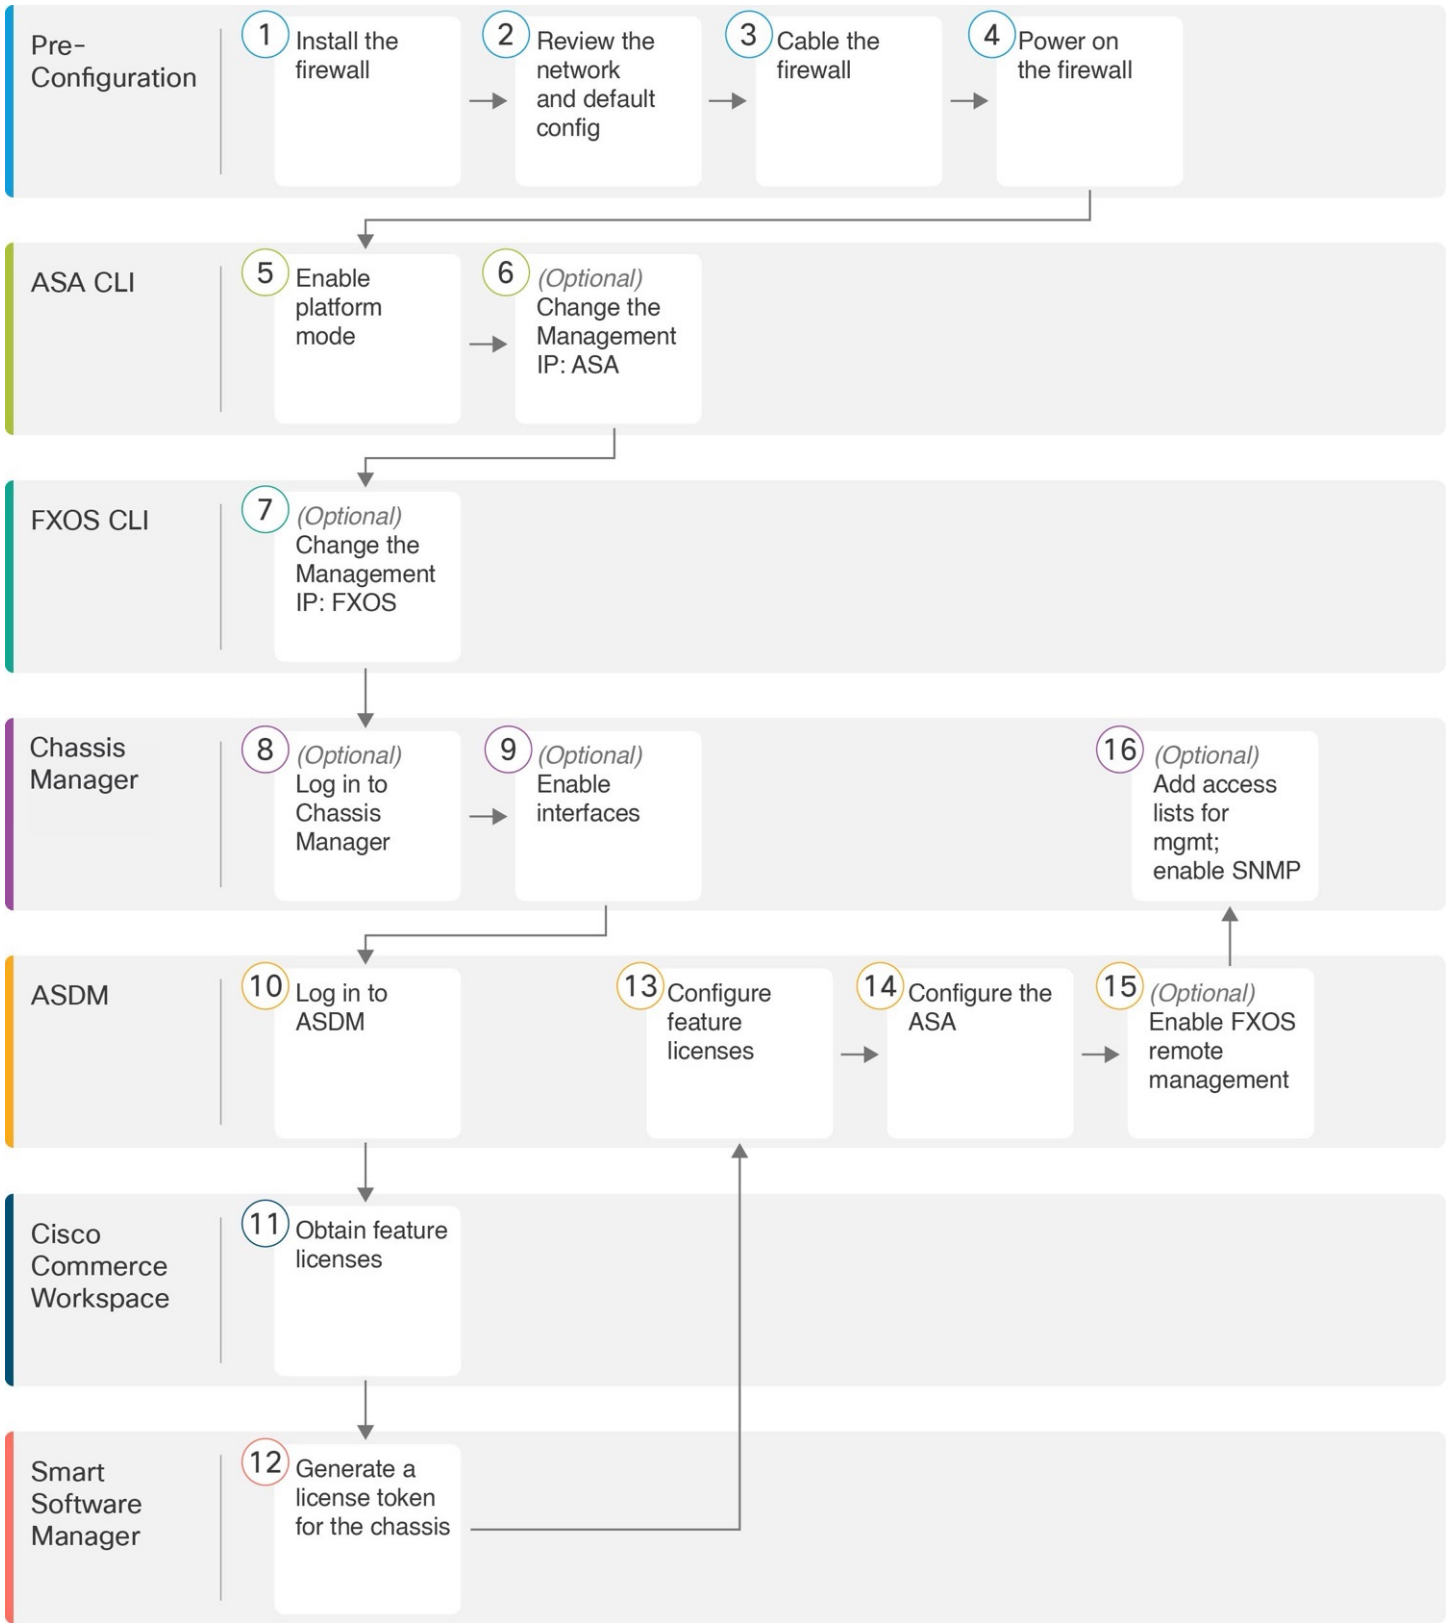 Pre-
Configuration
1
Install the
firewall
2
Review the
network
and default
config
3
Cable the
firewall
4
Power on
the firewall
ASA CLI
5
Enable
platform
mode
6
(Optional)
Change the
Management
IP: ASA
FXOS CLI
7
(Optional)
Change the
Management
IP: FXOS
Chassis
Manager
8
(Optional)
Log in to
Chassis
Manager
9
(Optional)
Enable
interfaces
16
(Optional)
Add access
lists for
mgmt;
enable SNMP
ASDM
10
Log in to
ASDM
13
Configure
feature
licenses
14
Configure the
ASA
15
(Optional)
Enable FXOS
remote
management
Cisco
Commerce
Workspace
11
Obtain feature
licenses
Smart
Software
Manager
12
Generate a
license token
for the chassis